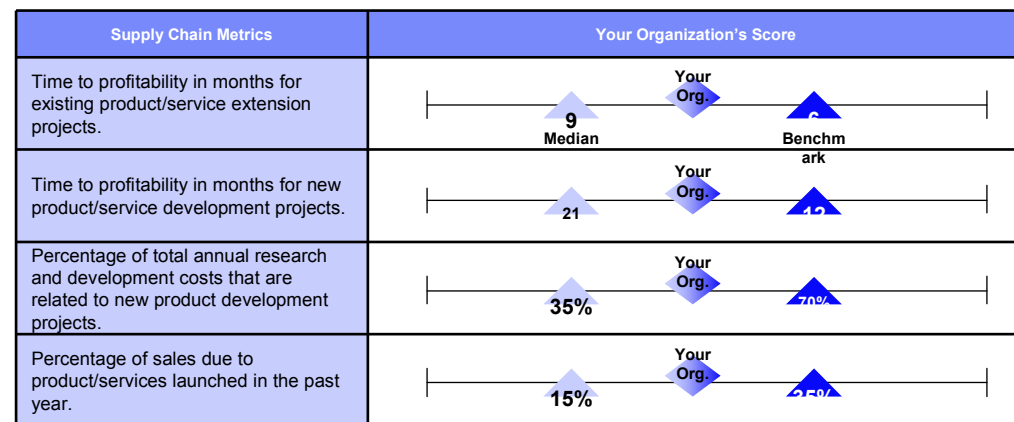 Supply Chain Metrics
Your Organization's Score
Time to profitability in months for
existing product/service extension
projects.
Your
Org.
9
Median
6
Benchm
ark
Time to profitability in months for new
product/service development projects.
Your
Org.
21
12
Percentage of total annual research
and development costs that are
related to new product development
projects.
Your
Org.
35%
70%
Percentage of sales due to
product/services launched in the past
year.
Your
Org.
15%
35%